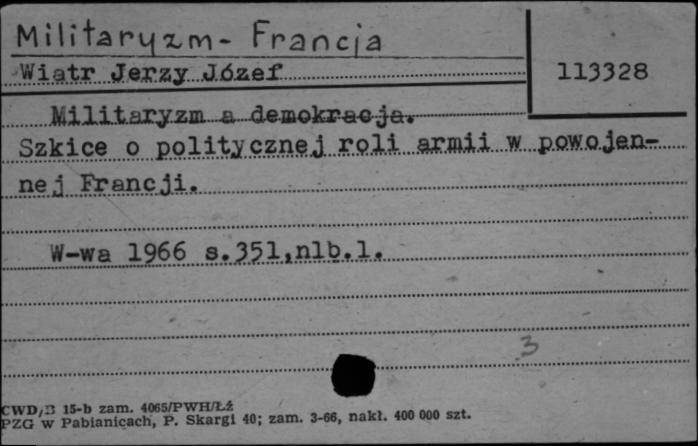 Militaryzm - Francja
Wiatr Jerzy Józef
113328
Militaryzm a demokracja.
Szkice o politycznej roli armii w powojen-
nej Francji.
W-wa 1966 s.351,nlb.1.
3
CWD/B 15-b zam. 4065/PWH/Łź
PZG w Pabianicach, P. Skargi 40; zam. 3-66, nakł. 400 000 szt.